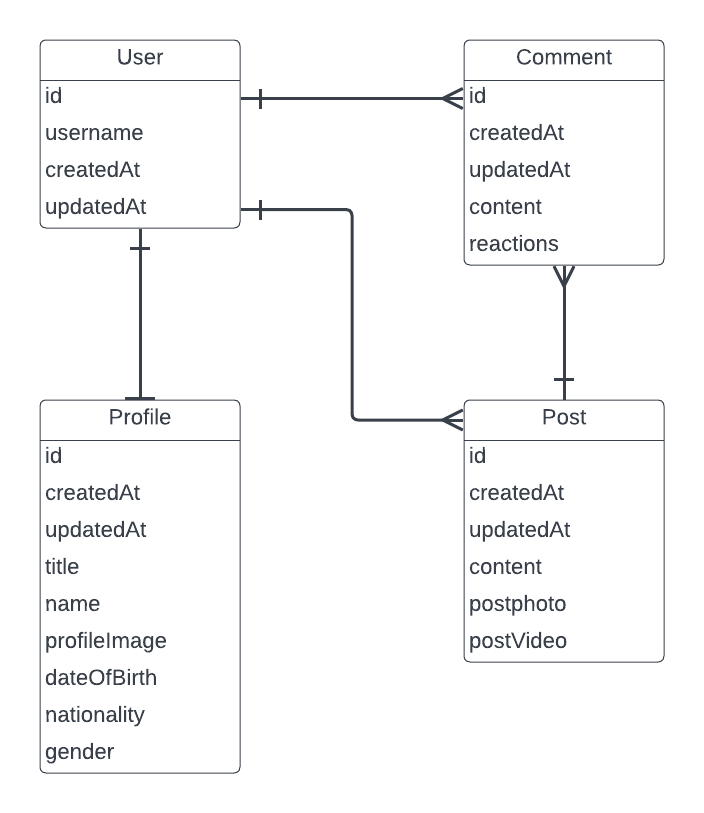 User
id
username
createdAt
updatedAt
Comment
id
createdAt
updatedAt
content
reactions
Profile
id
createdAt
updatedAt
title
name
profileImage
dateOfBirth
nationality
gender
Post
id
createdAt
updatedAt
content
postphoto
postVideo